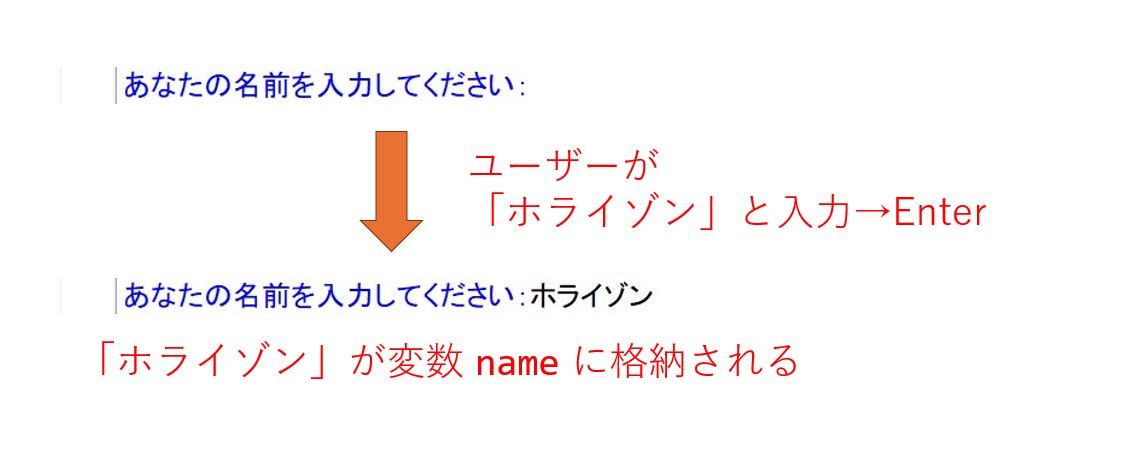 あなたの名前を入力してください:
ユーザーが
「ホライゾン」と入力→Enter
あなたの名前を入力してください:ホライゾン
「ホライゾン」が変数 name に格納される